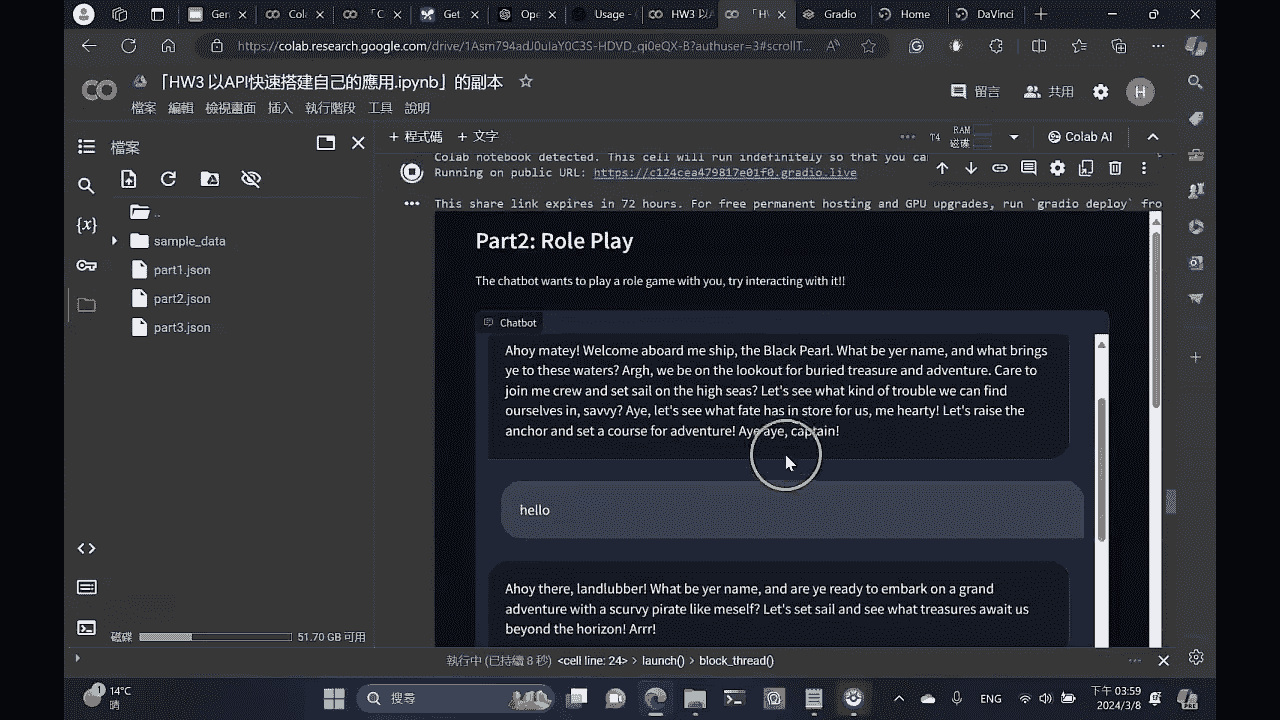 Ger
Col
「C
Get
Ope
Usage - (
HW3 以
「H
Gradio
Home
DaVinci
https://colab.research.google.com/drive/1Asm794adJ0uIaY0C3S-HDVD_qi0eQX-B?authuser=3#scrollT...
「HW3 以API快速搭建自己的應用.ipynb」的副本
留言
共用
H
檔案 編輯 檢視畫面 插入 執行階段 工具 說明
檔案
+ 程式碼 + 文字
T4
RAM
磁碟
Colab AI
Colab notebook detected. This cell will run indefinitely so that you ca
Running on public URL: https://c124cea479817e01f0.gradio.live
This share link expires in 72 hours. For free permanent hosting and GPU upgrades, run `gradio deploy` fro
..
sample_data
part1.json
part2.json
part3.json
Part2: Role Play
The chatbot wants to play a role game with you, try interacting with it!!
Chatbot
Ahoy matey! Welcome aboard me ship, the Black Pearl. What be yer name, and what brings
ye to these waters? Argh, we be on the lookout for buried treasure and adventure. Care to
join me crew and set sail on the high seas? Let's see what kind of trouble we can find
ourselves in, savvy? Aye, let's see what fate has in store for us, me hearty! Let's raise the
anchor and set a course for adventure! Aye aye, captain!
hello
Ahoy there, landlubber! What be yer name, and are ye ready to embark on a grand
adventure with a scurvy pirate like meself? Let's set sail and see what treasures await us
beyond the horizon! Arrr!
磁碟 51.70 GB 可用
執行中 (已持續 8 秒) <cell line: 24> > launch() > block_thread()
1
14°C
晴
搜尋
ENG
下午 03:59
2024/3/8